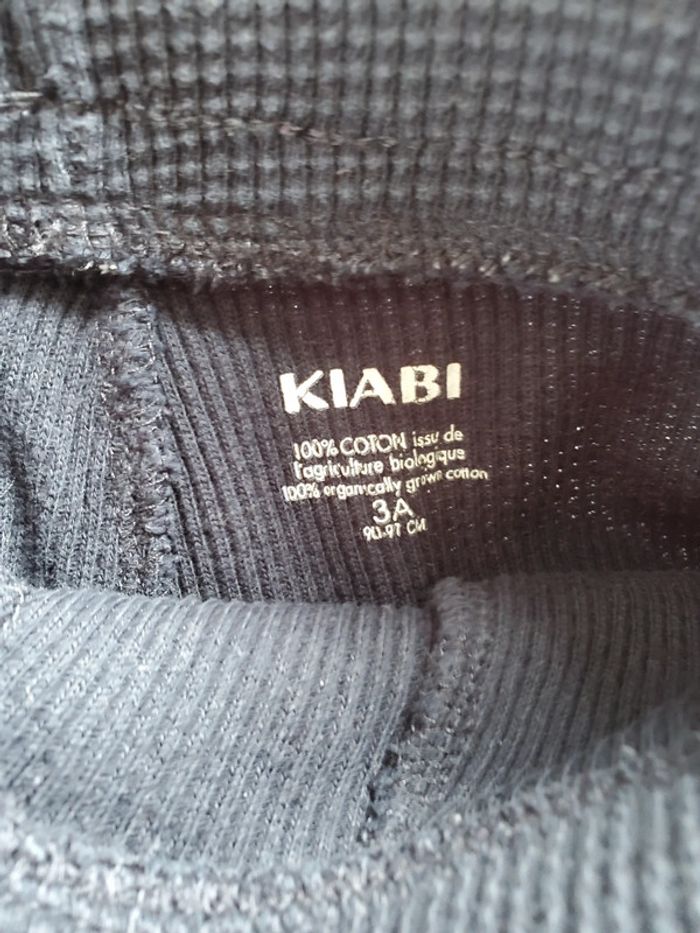 KIABI
100% COTON issu de
l'agriculture biologique
100% organically grown cotton
3A
90-97 CM